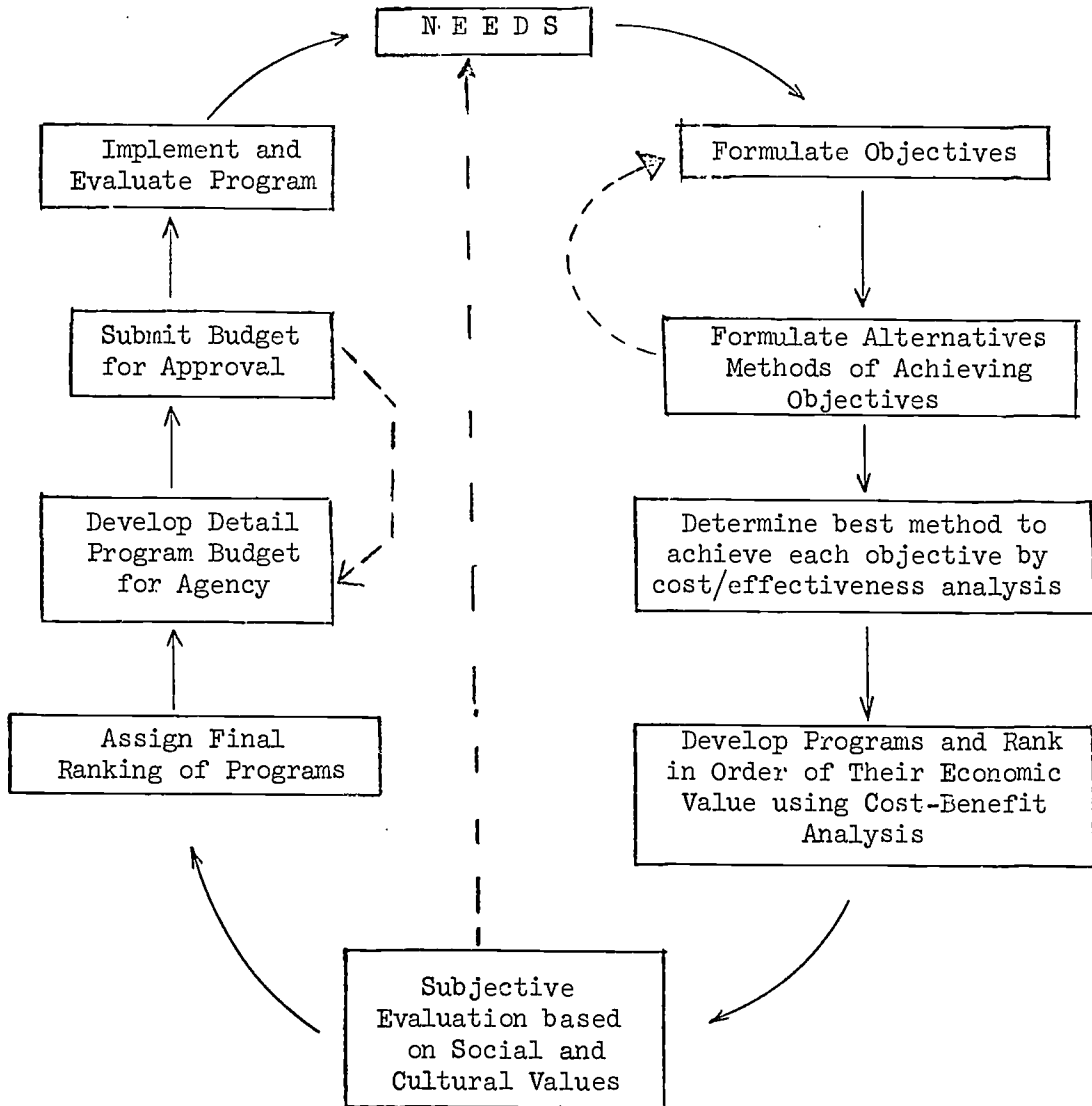 N E E D S
Implement and
Evaluate Program
Formulate Objectives
Submit Budget
for Approval
Formulate Alternatives
Methods of Achieving
Objectives
Develop Detail
Program Budget
for Agency
Determine best method to
achieve each objective by
cost/effectiveness analysis
Assign Final
Ranking of Programs
Develop Programs and Rank
in Order of Their Economic
Value using Cost-Benefit
Analysis
Subjective
Evaluation based
on Social and
Cultural Values